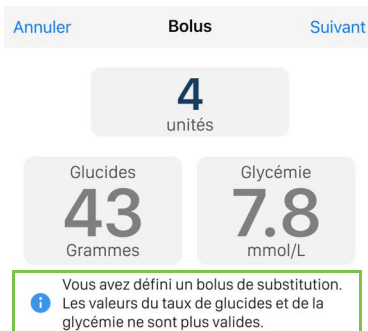 Annuler Bolus Suivant
4
unités
Glucides Glycémie
43 7.8
Grammes mmol/L
Vous avez défini un bolus de substitution.
Les valeurs du taux de glucides et de la
glycémie ne sont plus valides.